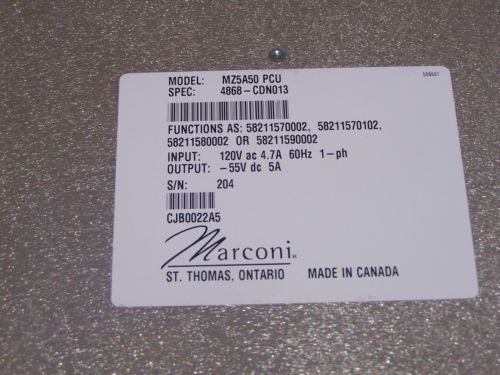 MODEL: MZ5A50 PCU
SPEC: 4868-CDN013
FUNCTIONS AS: 58211570002, 58211570102,
58211580002 OR 58211590002
INPUT: 120V ac 4.7A 60Hz 1-ph
OUTPUT: -55V dc 5A
S/N: 204
CJB0022A5
Marconi
ST. THOMAS, ONTARIO MADE IN CANADA